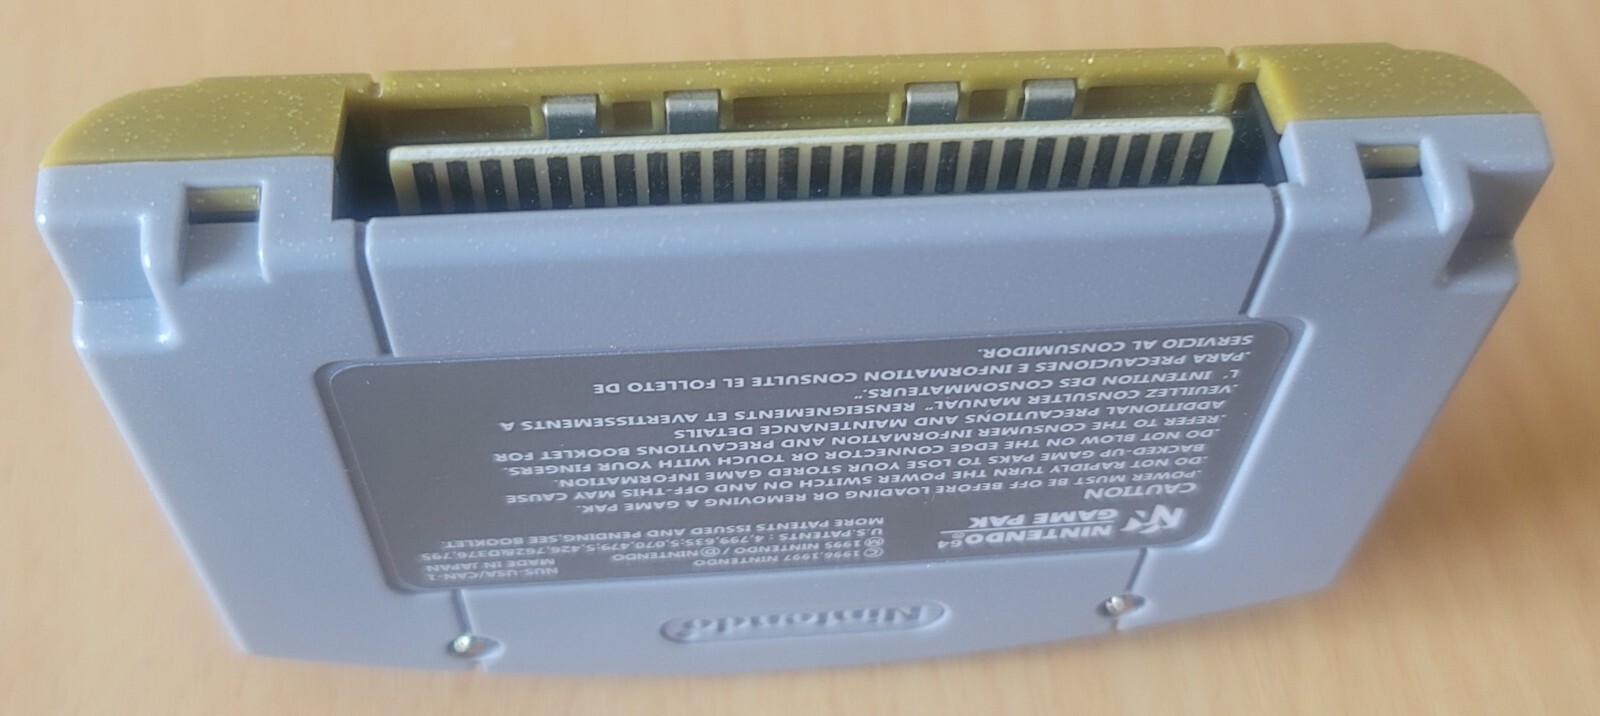 Nintendo
NINTENDO64
GAME PAK
© 1996,1997 NINTENDO
Ⓜ 1995 NINTENDO / Ⓓ NINTENDO
U.S.PATENTS : 4,799,635;5,070,479;5,426,762&D376,795
MORE PATENTS ISSUED AND PENDING,SEE BOOKLET.
NUS-USA/CAN-1
MADE IN JAPAN
CAUTION
.POWER MUST BE OFF BEFORE LOADING OR REMOVING A GAME PAK.
.DO NOT RAPIDLY TURN THE POWER SWITCH ON AND OFF-THIS MAY CAUSE
BACKED-UP GAME PAKS TO LOSE YOUR STORED GAME INFORMATION.
.DO NOT BLOW ON THE EDGE CONNECTOR OR TOUCH WITH YOUR FINGERS.
.REFER TO THE CONSUMER INFORMATION AND PRECAUTIONS BOOKLET FOR
ADDITIONAL PRECAUTIONS AND MAINTENANCE DETAILS
.VEUILLEZ CONSULTER MANUAL "RENSEIGNEMENTS ET AVERTISSEMENTS A
L' INTENTION DES CONSOMMATEURS."
.PARA PRECAUCIONES E INFORMATION CONSULTE EL FOLLETO DE
SERVICIO AL CONSUMIDOR.